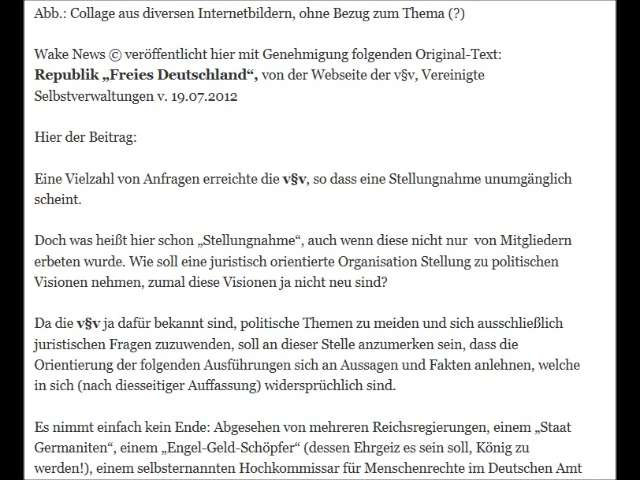 Abb.: Collage aus diversen Internetbildern, ohne Bezug zum Thema (?)
Wake News © veröffentlicht hier mit Genehmigung folgenden Original-Text:
Republik „Freies Deutschland“, von der Webseite der v§v, Vereinigte
Selbstverwaltungen v. 19.07.2012
Hier der Beitrag:
Eine Vielzahl von Anfragen erreichte die v§v, so dass eine Stellungnahme unumgänglich
scheint.
Doch was heißt hier schon „Stellungnahme“, auch wenn diese nicht nur von Mitgliedern
erbeten wurde. Wie soll eine juristisch orientierte Organisation Stellung zu politischen
Visionen nehmen, zumal diese Visionen ja nicht neu sind?
Da die v§v ja dafür bekannt sind, politische Themen zu meiden und sich ausschließlich
juristischen Fragen zuzuwenden, soll an dieser Stelle anzumerken sein, dass die
Orientierung der folgenden Ausführungen sich an Aussagen und Fakten anlehnen, welche
in sich (nach diesseitiger Auffassung) widersprüchlich sind.
Es nimmt einfach kein Ende: Abgesehen von mehreren Reichsregierungen, einem „Staat
Germaniten“, einem „Engel-Geld-Schöpfer“ (dessen Ehrgeiz es sein soll, König zu
werden!), einem selbsternannten Hochkommissar für Menschenrechte im Deutschen Amt